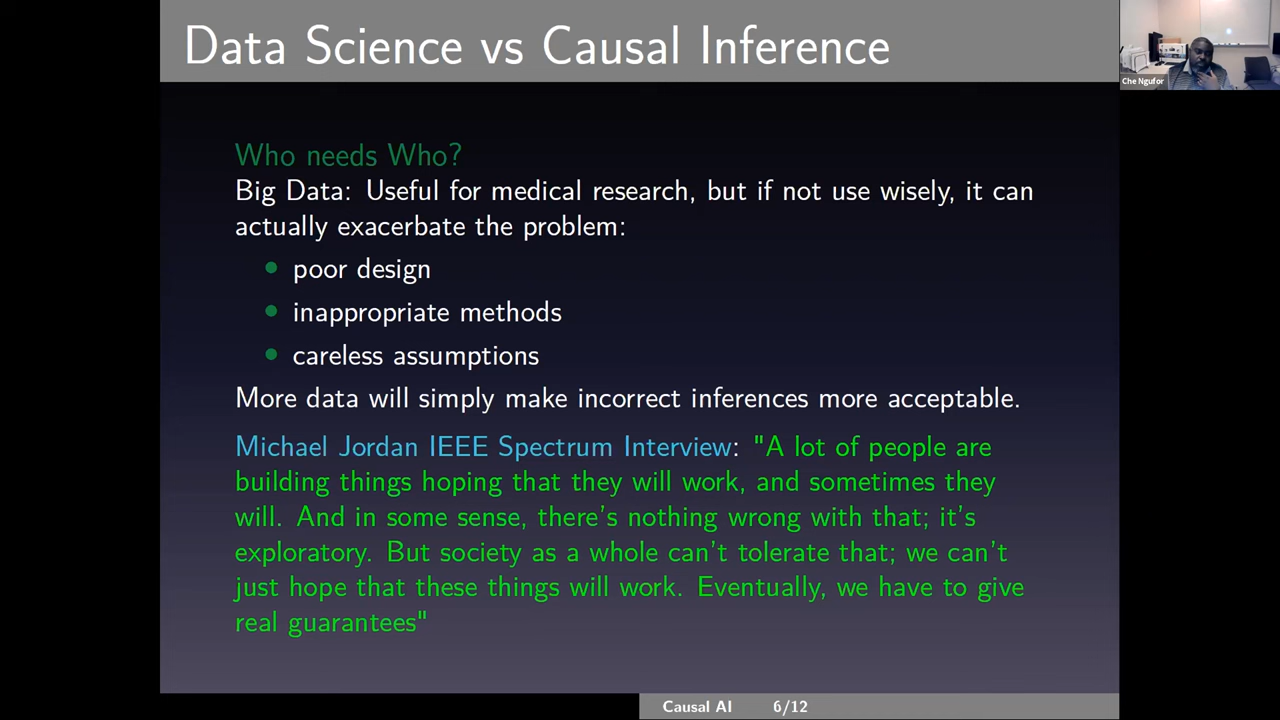 Data Science vs Causal Inference
Che Ngufor
Who needs Who?
Big Data: Useful for medical research, but if not use wisely, it can
actually exacerbate the problem:
poor design
inappropriate methods
careless assumptions
More data will simply make incorrect inferences more acceptable.
Michael Jordan IEEE Spectrum Interview: "A lot of people are
building things hoping that they will work, and sometimes they
will. And in some sense, there's nothing wrong with that; it's
exploratory. But society as a whole can't tolerate that; we can't
just hope that these things will work. Eventually, we have to give
real guarantees"
Causal AI 6/12